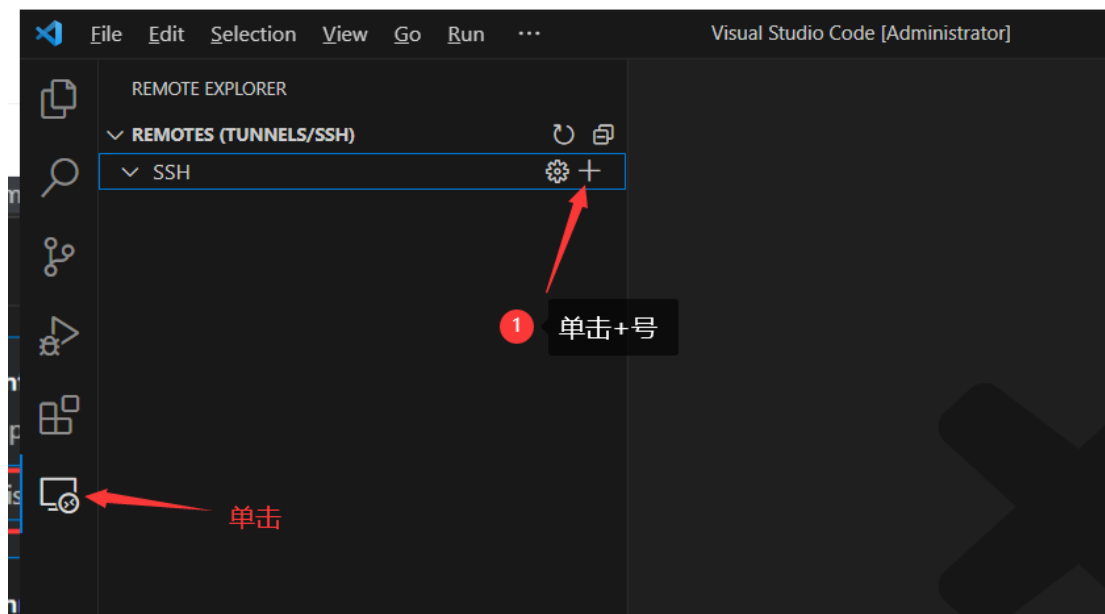 File Edit Selection View Go Run ··· Visual Studio Code [Administrator]
REMOTE EXPLORER
REMOTES (TUNNELS/SSH)
SSH
1 单击+号
单击